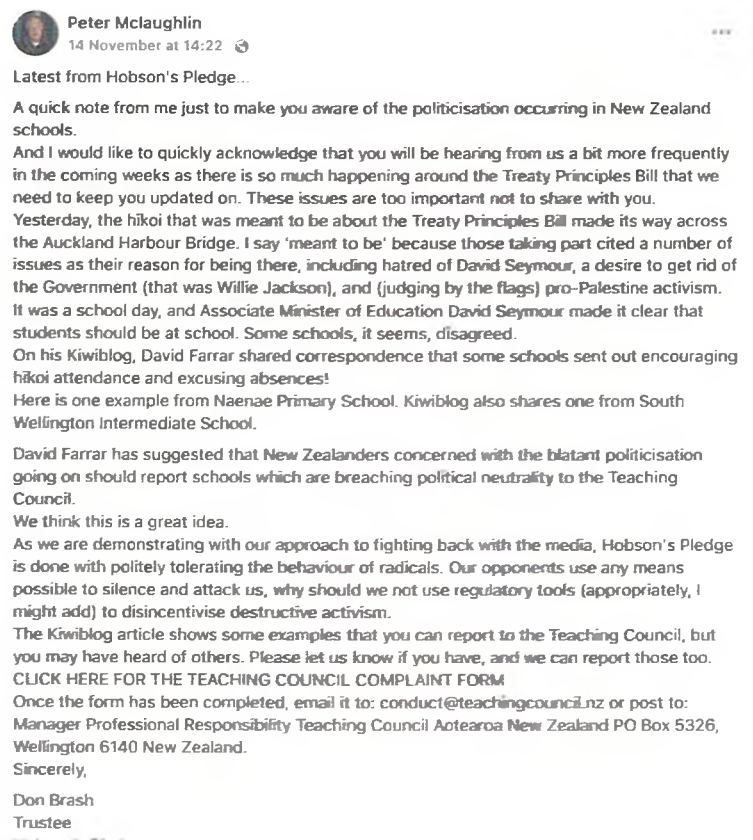 Peter Mclaughlin
14 November at 14:22
Latest from Hobson's Pledge...
A quick note from me just to make you aware of the politicisation occurring in New Zealand
schools.
And I would like to quickly acknowledge that you will be hearing from us a bit more frequently
in the coming weeks as there is so much happening around the Treaty Principles Bill that we
need to keep you updated on. These issues are too important not to share with you.
Yesterday, the hīkoi that was meant to be about the Treaty Principles Bill made its way across
the Auckland Harbour Bridge. I say 'meant to be' because those taking part cited a number of
issues as their reason for being there, including hatred of David Seymour, a desire to get rid of
the Government (that was Willie Jackson), and (judging by the flags) pro-Palestine activism.
It was a school day, and Associate Minister of Education David Seymour made it clear that
students should be at school. Some schools, it seems, disagreed.
On his Kiwiblog, David Farrar shared correspondence that some schools sent out encouraging
hīkoi attendance and excusing absences!
Here is one example from Naenae Primary School. Kiwiblog also shares one from South
Wellington Intermediate School.
David Farrar has suggested that New Zealanders concerned with the blatant politicisation
going on should report schools which are breaching political neutrality to the Teaching
Council.
We think this is a great idea.
As we are demonstrating with our approach to fighting back with the media, Hobson's Pledge
is done with politely tolerating the behaviour of radicals. Our opponents use any means
possible to silence and attack us, why should we not use regulatory tools (appropriately, I
might add) to disincentivise destructive activism.
The Kiwiblog article shows some examples that you can report to the Teaching Council, but
you may have heard of others. Please let us know if you have, and we can report those too.
CLICK HERE FOR THE TEACHING COUNCIL COMPLAINT FORM
Once the form has been completed, email it to: conduct@teachingcouncil.nz or post to:
Manager Professional Responsibility Teaching Council Aotearoa New Zealand PO Box 5326,
Wellington 6140 New Zealand.
Sincerely,
Don Brash
Trustee